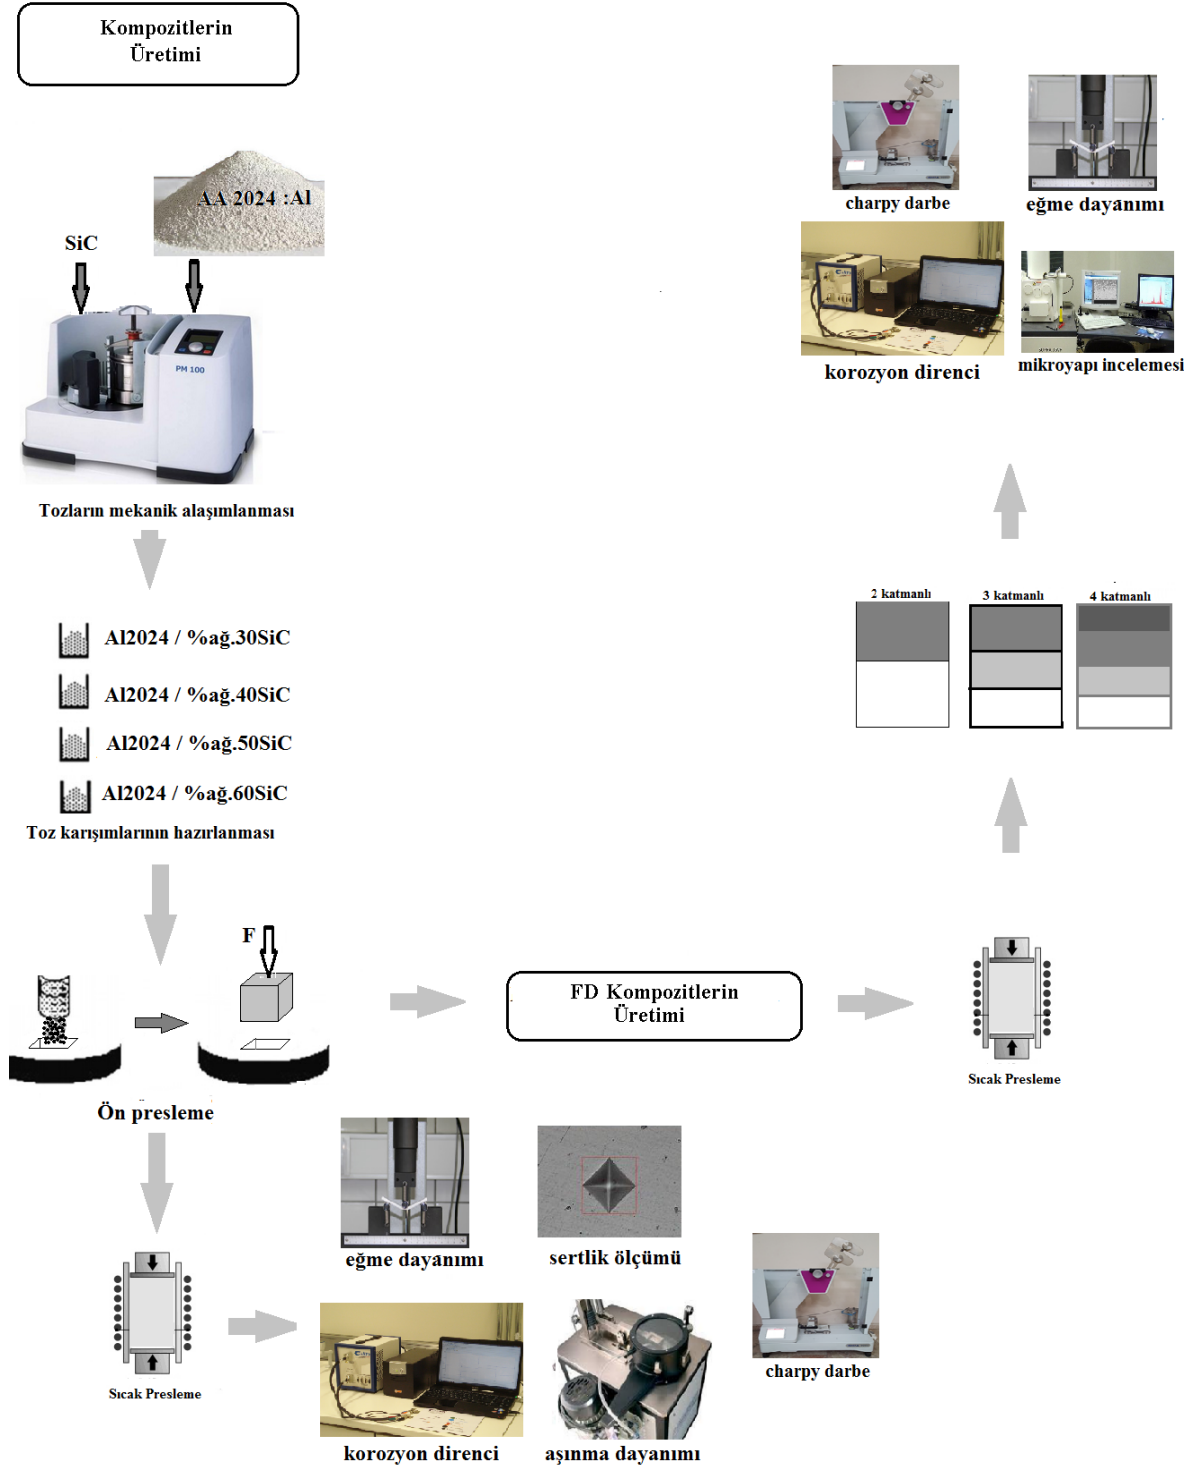 Kompozitlerin
Üretimi
AA 2024 :Al
SiC
PM 100
Tozların mekanik alaşımlanması
Al2024 / %ağ.30SiC
Al2024 / %ağ.40SiC
Al2024 / %ağ.50SiC
Al2024 / %ağ.60SiC
Toz karışımlarının hazırlanması
F
Ön presleme
Sıcak Presleme
eğme dayanımı
sertlik ölçümü
korozyon direnci
aşınma dayanımı
charpy darbe
FD Kompozitlerin
Üretimi
Sıcak Presleme
2 katmanlı
3 katmanlı
4 katmanlı
charpy darbe
eğme dayanımı
korozyon direnci
mikroyapı incelemesi